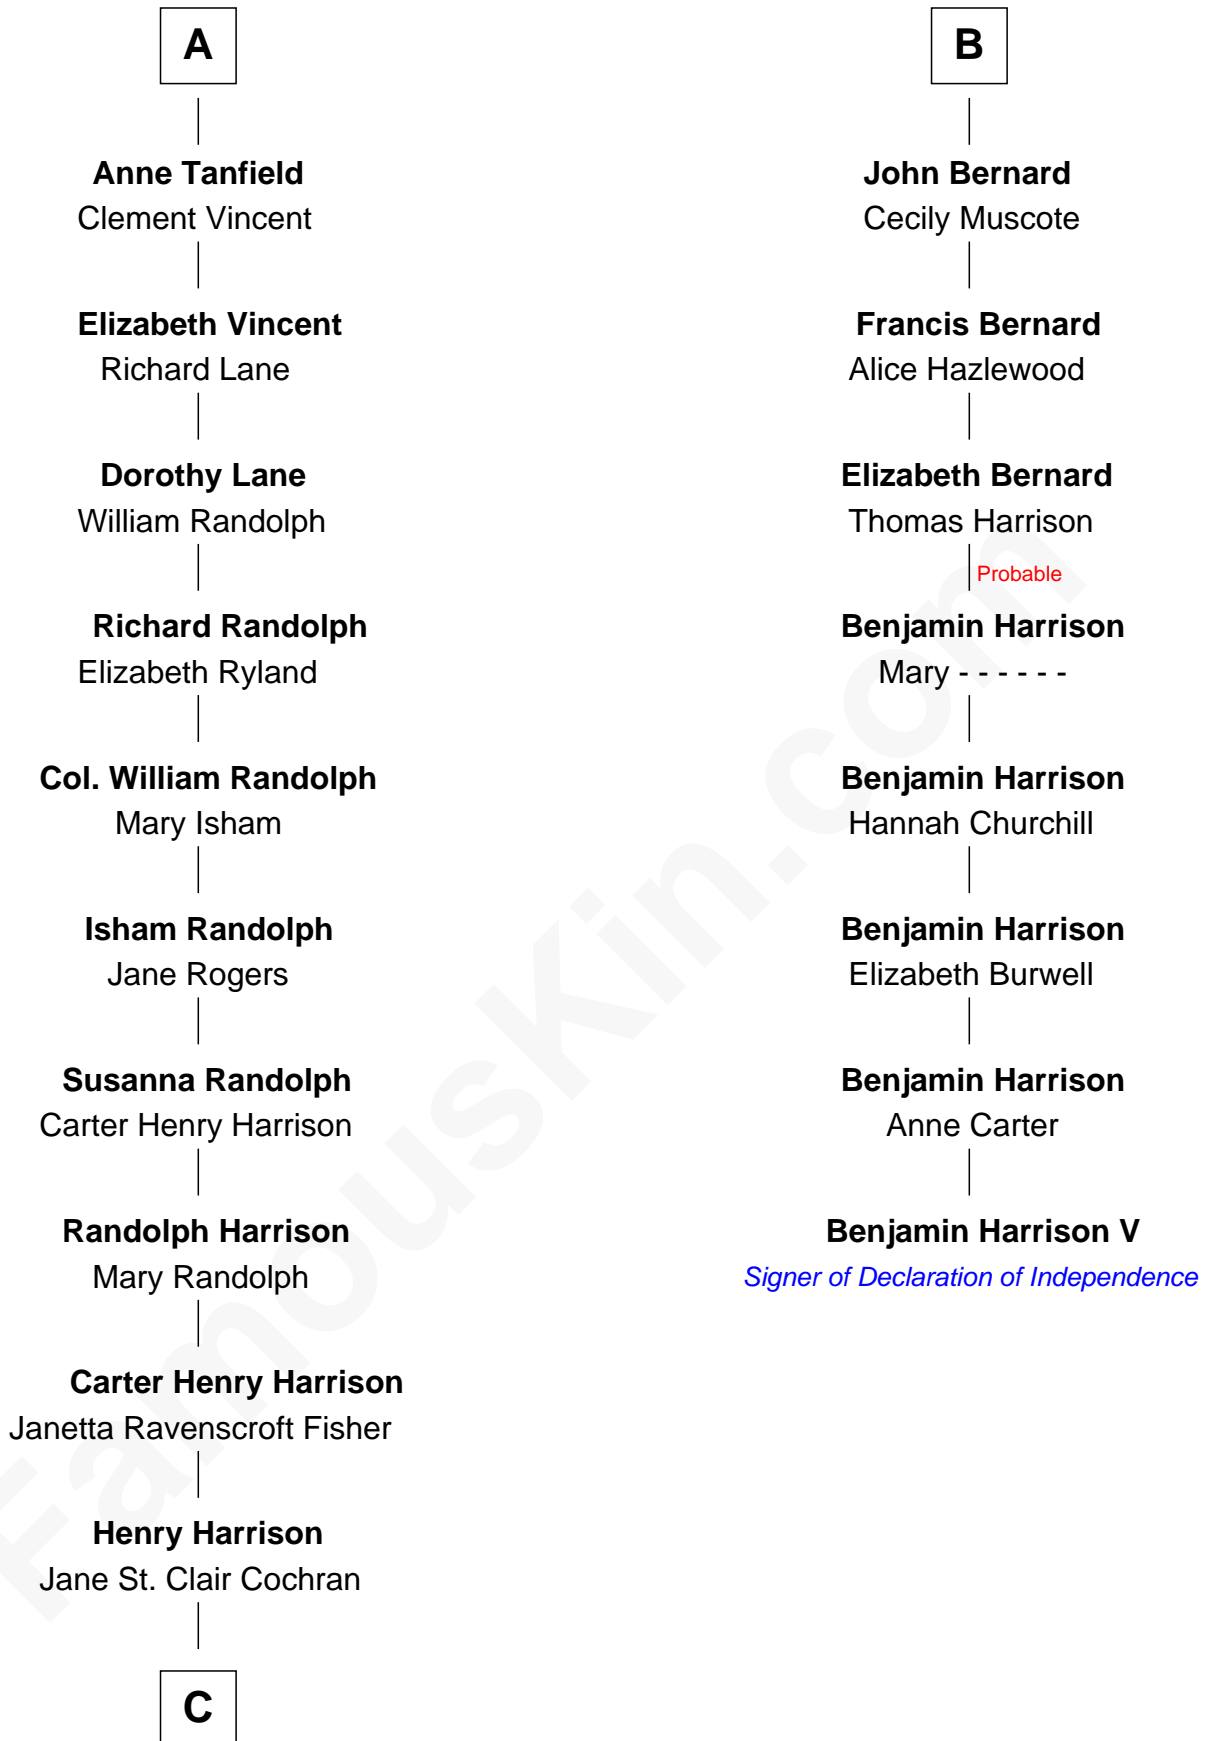 A
Anne Tanfield
Clement Vincent
Elizabeth Vincent
Richard Lane
Dorothy Lane
William Randolph
Richard Randolph
Elizabeth Ryland
Col. William Randolph
Mary Isham
Isham Randolph
Jane Rogers
Susanna Randolph
Carter Henry Harrison
Randolph Harrison
Mary Randolph
Carter Henry Harrison
Janetta Ravenscroft Fisher
Henry Harrison
Jane St. Clair Cochran
C
B
John Bernard
Cecily Muscote
Francis Bernard
Alice Hazlewood
Elizabeth Bernard
Thomas Harrison
Probable
Benjamin Harrison
Mary - - - - - -
Benjamin Harrison
Hannah Churchill
Benjamin Harrison
Elizabeth Burwell
Benjamin Harrison
Anne Carter
Benjamin Harrison V
Signer of Declaration of Independence
FamousKin.com